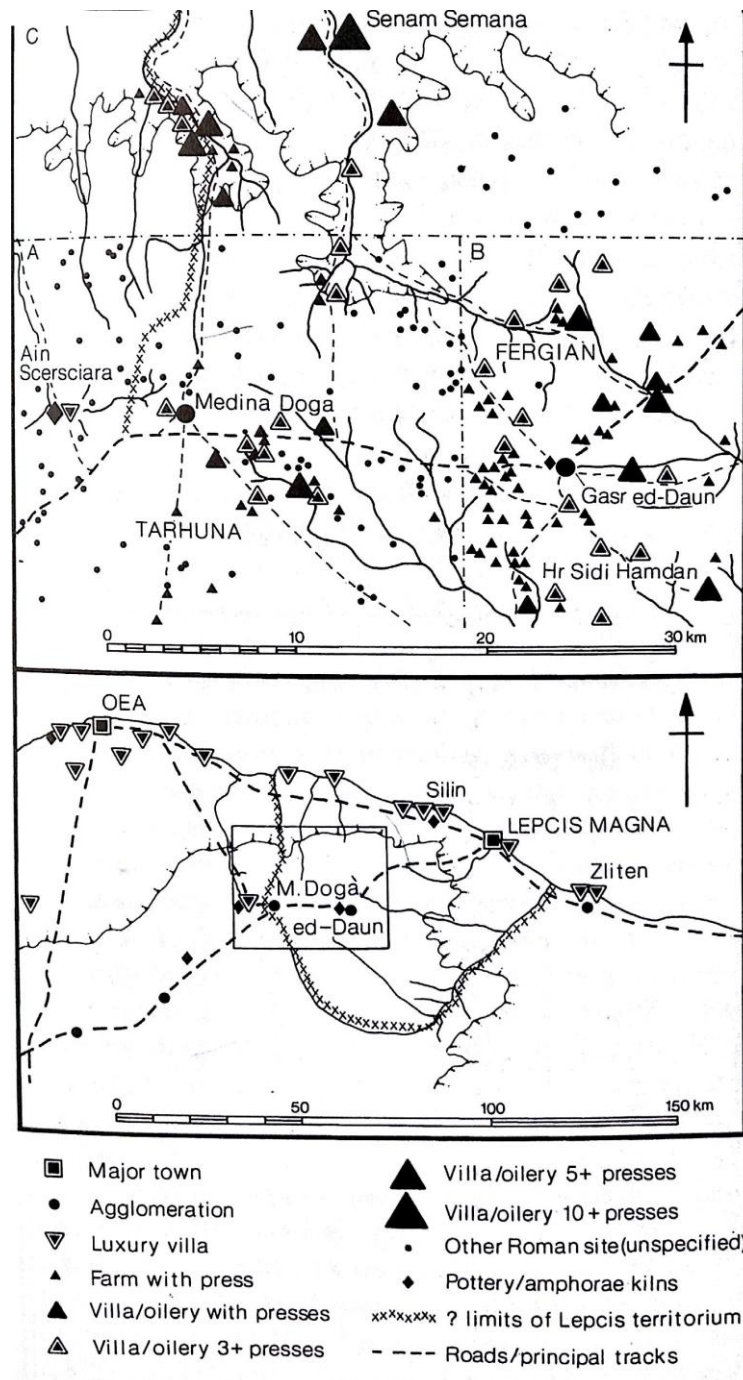 C
Senam Semana
A
B
Ain
Scersciara
FERGIAN
Medina Doga
Gasr ed-Daun
TARHUNA
Hr Sidi Hamdan
0 10 20 30 km
OEA
Silin
LEPCIS MAGNA
Zliten
M. Doga
ed-Daun
0 50 100 150 km
Major town
Agglomeration
Luxury villa
Farm with press
Villa/oilery with presses
Villa/oilery 3+ presses
Villa/oilery 5+ presses
Villa/oilery 10+ presses
Other Roman site(unspecified)
Pottery/amphorae kilns
? limits of Lepcis territorium
Roads/principal tracks